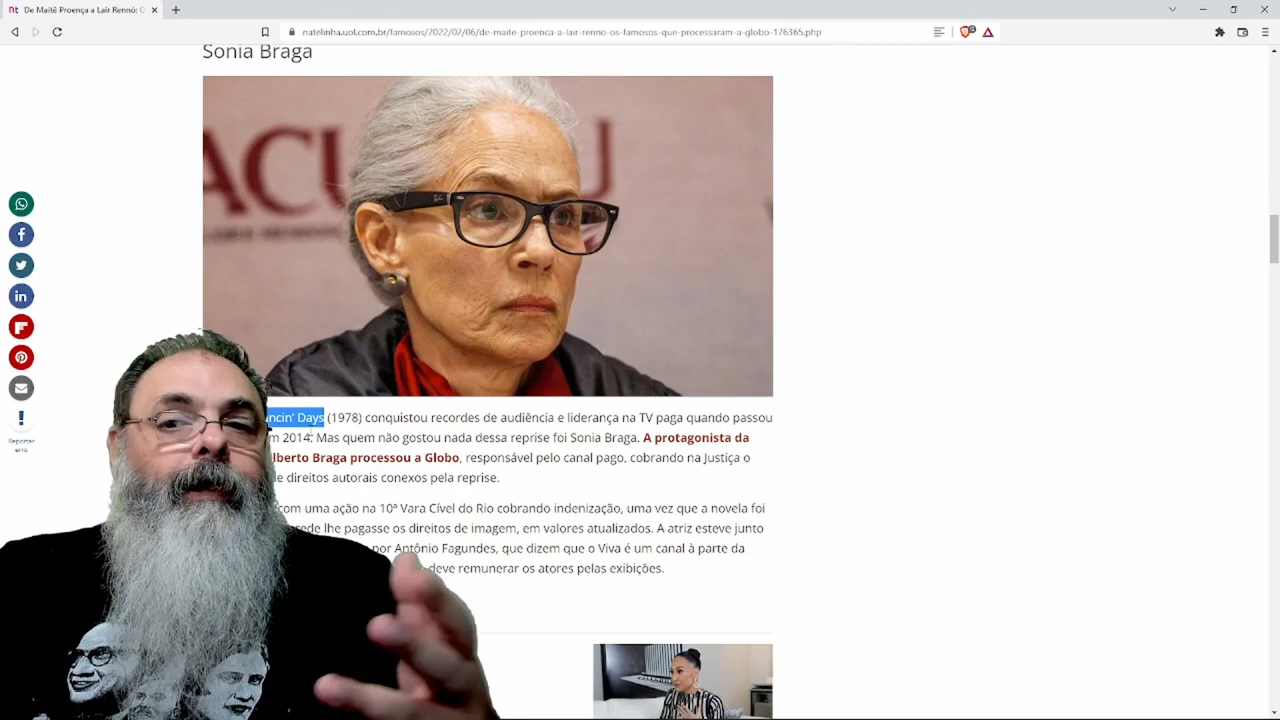 De Maitê Proença a Lair Rennó: O
natelinha.uol.com.br/famosos/2022/02/06/de-maite-proenca-a-lair-renno-os-famosos-que-processaram-a-globo-176365.php
Sonia Braga
ACU U
ncin' Days (1978) conquistou recordes de audiência e liderança na TV paga quando passou
m 2014. Mas quem não gostou nada dessa reprise foi Sonia Braga. A protagonista da
lberto Braga processou a Globo, responsável pelo canal pago, cobrando na Justiça o
de direitos autorais conexos pela reprise.
com uma ação na 10ª Vara Cível do Rio cobrando indenização, uma vez que a novela foi
rede lhe pagasse os direitos de imagem, em valores atualizados. A atriz esteve junto
por Antônio Fagundes, que dizem que o Viva é um canal à parte da
deve remunerar os atores pelas exibições.
Reportar
erro